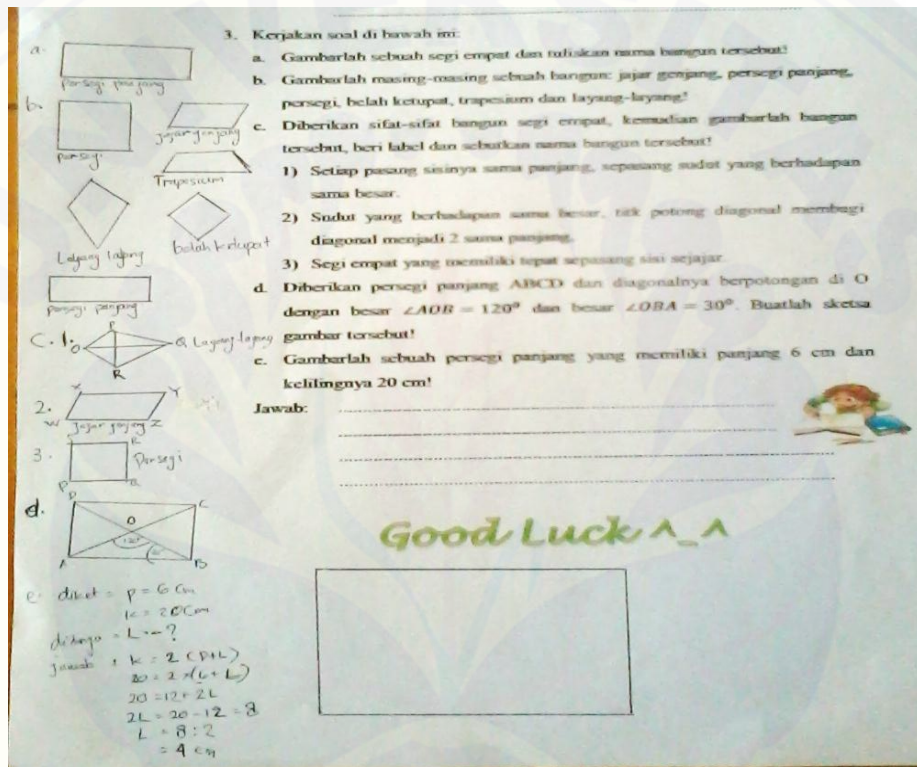 3. Kerjakan soal di bawah ini:
a. Gambarlah sebuah segi empat dan tuliskan nama bangun tersebut!
b. Gambarlah masing-masing sebuah bangun: jajar genjang, persegi panjang,
persegi, belah ketupat, trapesium dan layang-layang!
c. Diberikan sifat-sifat bangun segi empat, kemudian gambarlah bangun
tersebut, beri label dan sebutkan nama bangun tersebut!
1) Setiap pasang sisinya sama panjang, sepasang sudut yang berhadapan
sama besar.
2) Sudut yang berhadapan sama besar, titik potong diagonal membagi
diagonal menjadi 2 sama panjang.
3) Segi empat yang memiliki tepat sepasang sisi sejajar
d. Diberikan persegi panjang ABCD dan diagonalnya berpotongan di O
dengan besar ∠AOB = 120° dan besar ∠OBA = 30°. Buatlah sketsa
gambar tersebut!
e. Gambarlah sebuah persegi panjang yang memiliki panjang 6 cm dan
kelilingnya 20 cm!
Jawab:
Good Luck ^_^
a.
persegi panjang
b.
persegi
jajar genjang
Trapesium
Layang layang
belah ketupat
persegi panjang
C. 1.
P
O
Q Layang-layang
R
2.
X Y
W Z
3.
R
Persegi
P Q
d.
D C
O
120°
A B
e. diket = p = 6 cm
k = 20 cm
ditanya = L = - ?
jawab : k = 2 (p+L)
20 = 2 x (6 + L)
20 = 12 + 2L
2L = 20 - 12 = 8
L = 8 : 2
= 4 cm